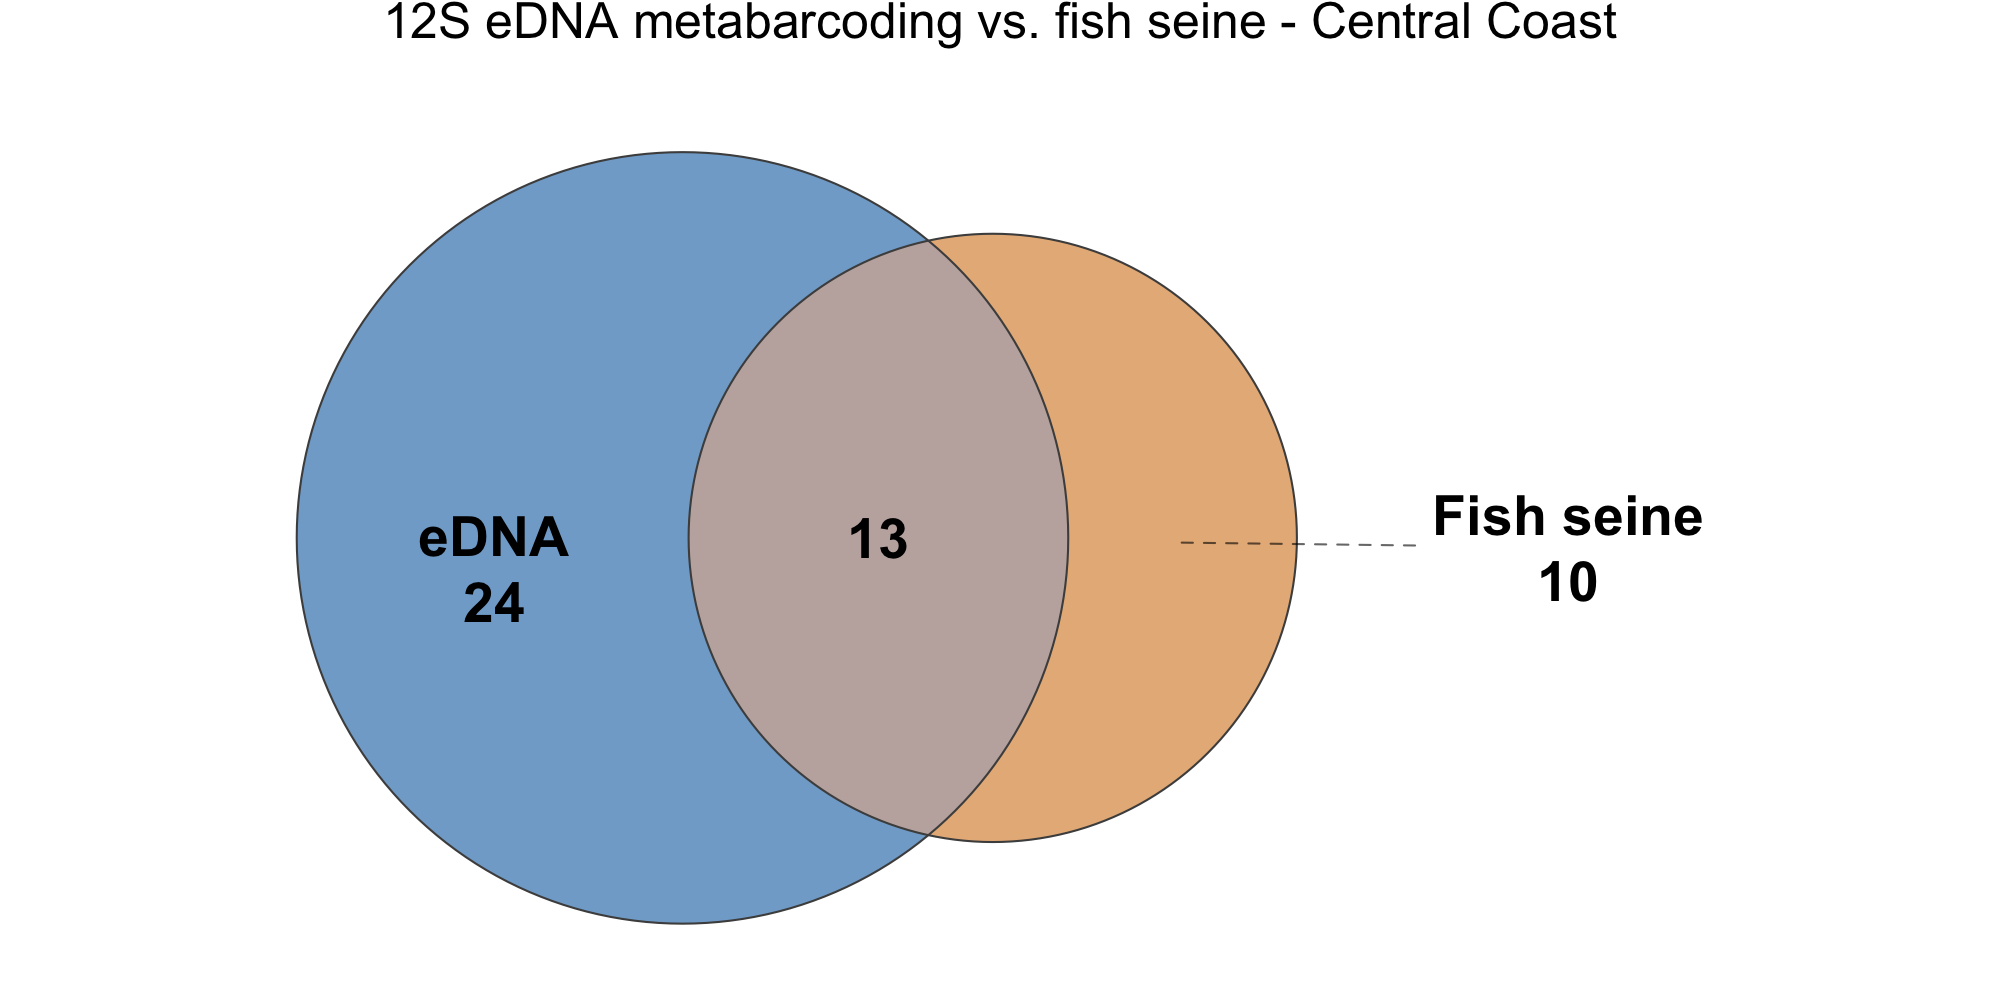 12S eDNA metabarcoding vs. fish seine - Central Coast
eDNA
24
13
Fish seine
10